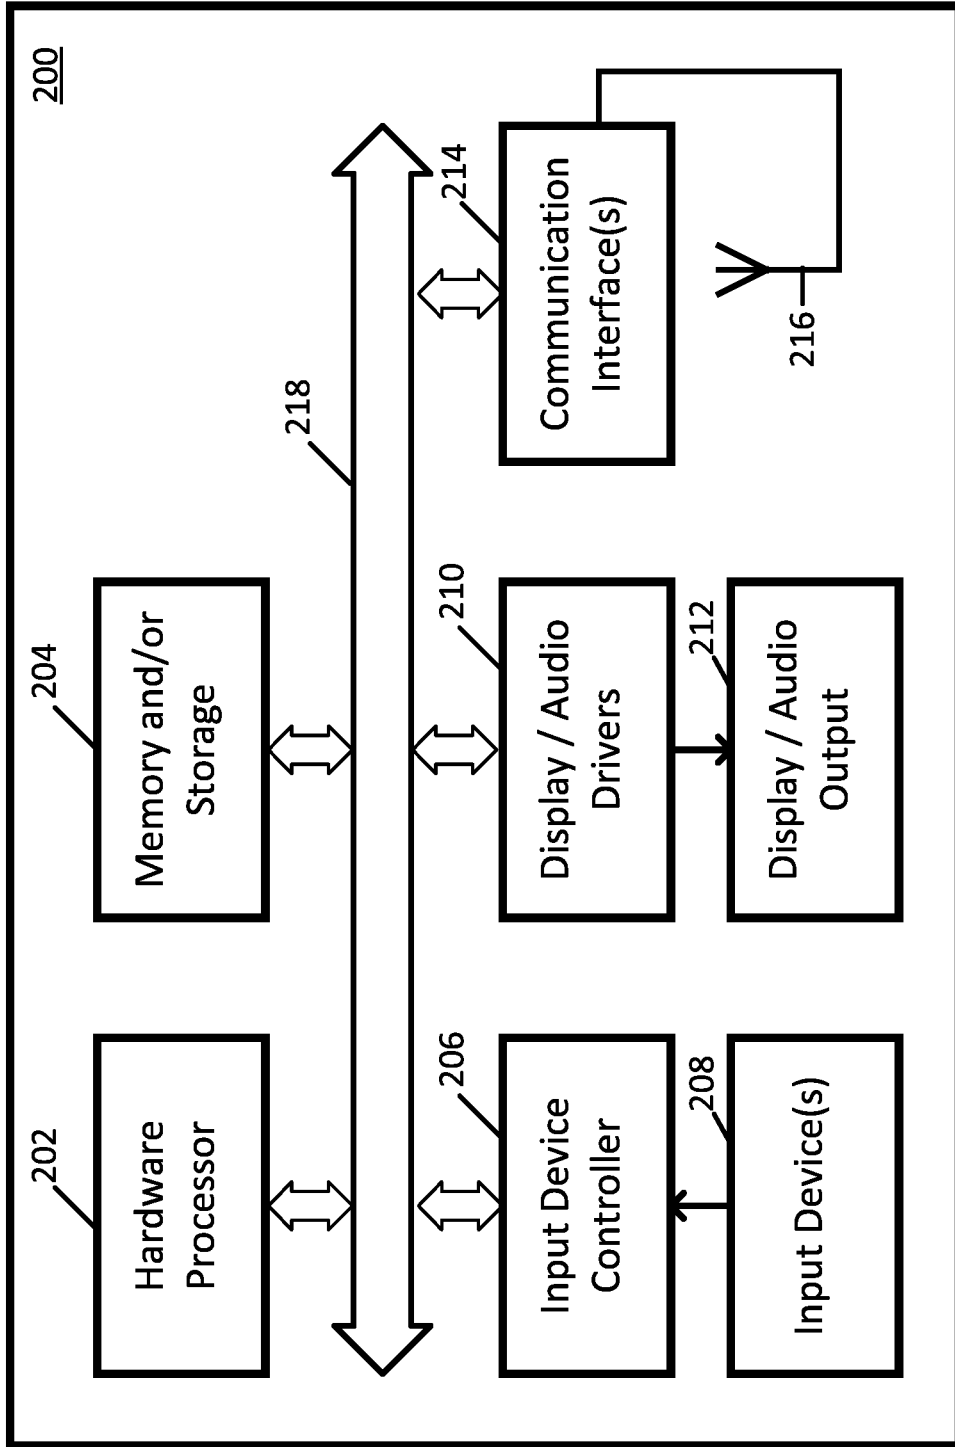 200
202
Hardware
Processor
204
Memory and/or
Storage
218
206
Input Device
Controller
210
Display / Audio
Drivers
214
Communication
Interface(s)
208
Input Device(s)
212
Display / Audio
Output
216